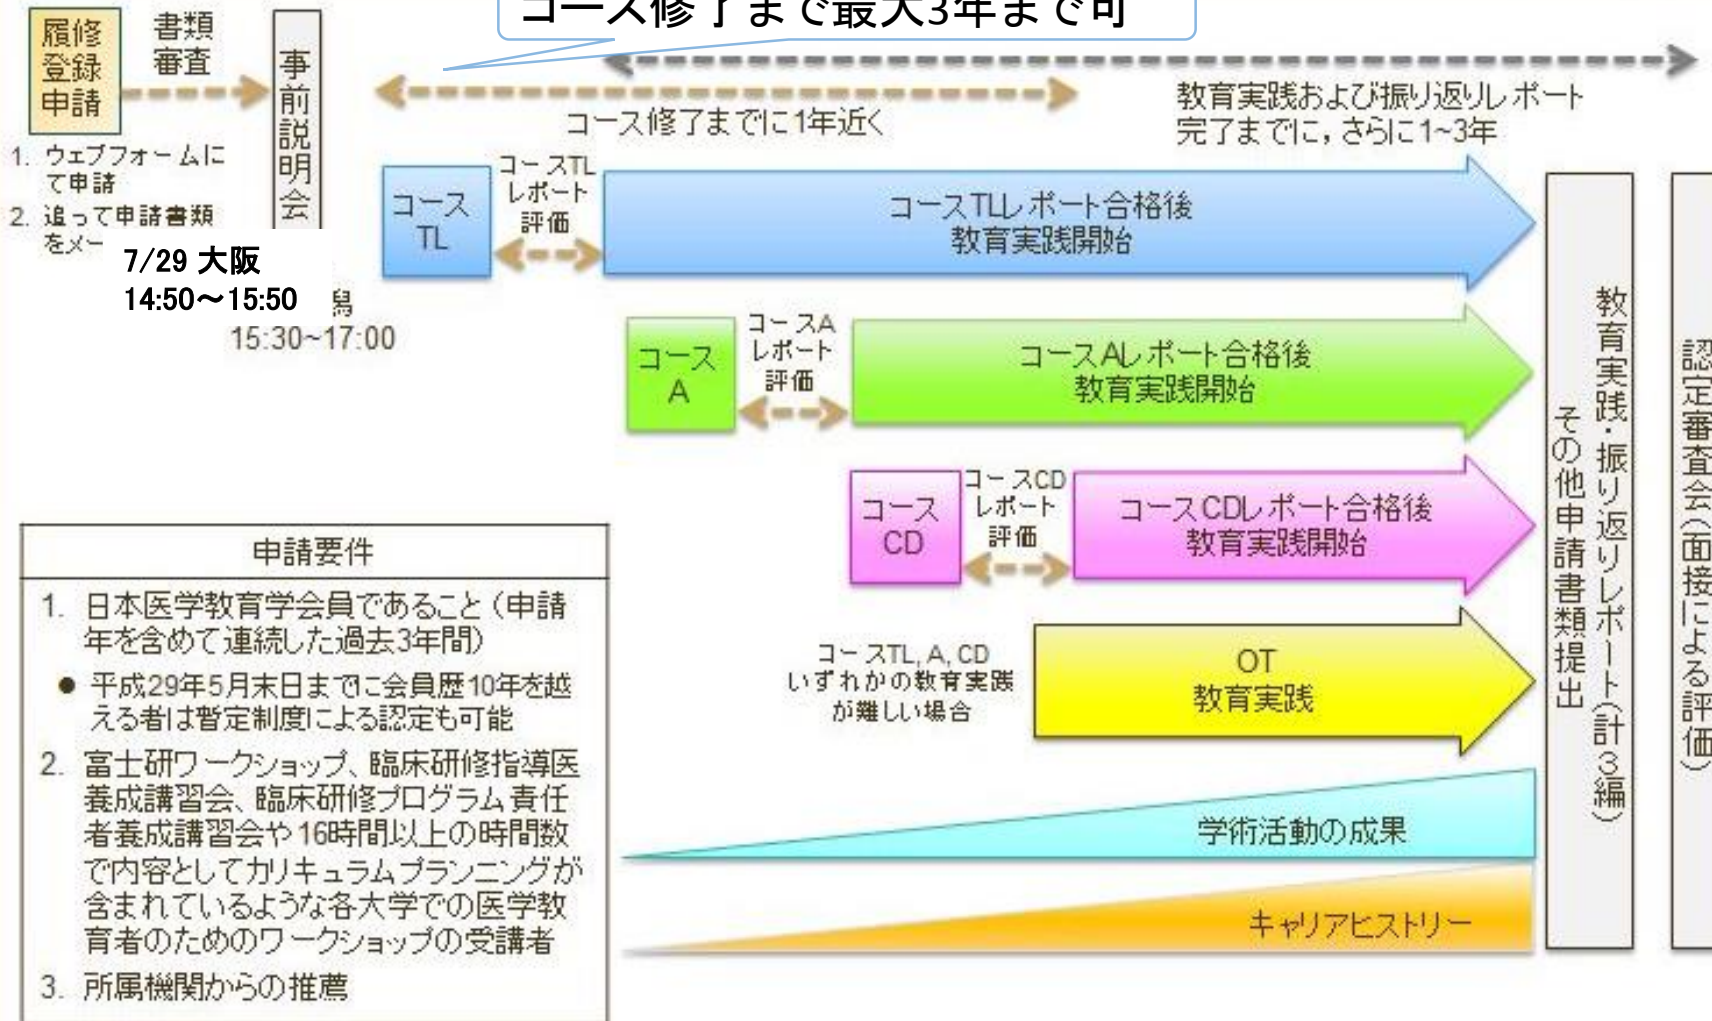 コース修了まで最大3年まで可
履修
登録
申請
書類
審査
事前説明会
コース修了までに1年近く
教育実践および振り返りレポート
完了までに，さらに1~3年
1. ウェブフォームに
て申請
2. 追って申請書類
をメー
7/29 大阪
14:50～15:50
15:30~17:00
コース
TL
コースTL
レポート
評価
コースTLレポート合格後
教育実践開始
コース
A
コースA
レポート
評価
コースAレポート合格後
教育実践開始
コース
CD
コースCD
レポート
評価
コースCDレポート合格後
教育実践開始
コースTL, A, CD
いずれかの教育実践
が難しい場合
OT
教育実践
学術活動の成果
キャリアヒストリー
教育実践・振り返りレポート（計３編）
その他申請書類提出
認定審査会（面接による評価）
申請要件
1. 日本医学教育学会員であること（申請
年を含めて連続した過去3年間）
● 平成29年5月末日までに会員歴10年を越
える者は暫定制度による認定も可能
2. 富士研ワークショップ、臨床研修指導医
養成講習会、臨床研修プログラム責任
者養成講習会や16時間以上の時間数
で内容としてカリキュラムプランニングが
含まれているような各大学での医学教
育者のためのワークショップの受講者
3. 所属機関からの推薦